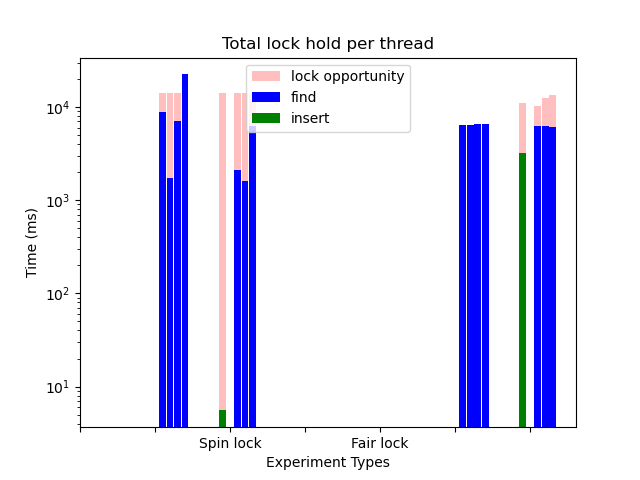 Total lock hold per thread
lock opportunity
find
insert
Time (ms)
10^4
10^3
10^2
10^1
Spin lock Fair lock
Experiment Types